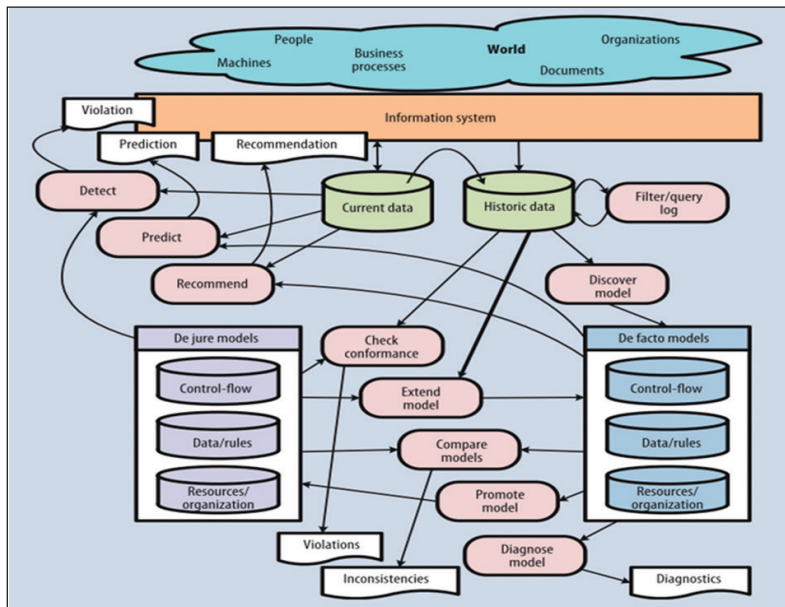 People
World
Organizations
Machines
Business
processes
Documents
Violation
Information system
Prediction
Recommendation
Detect
Current data
Historic data
Filter/query
log
Predict
Recommend
Discover
model
De jure models
Check
conformance
De facto models
Control-flow
Extend
model
Control-flow
Data/rules
Compare
models
Data/rules
Resources/
organization
Promote
model
Resources/
organization
Violations
Diagnose
model
Inconsistencies
Diagnostics